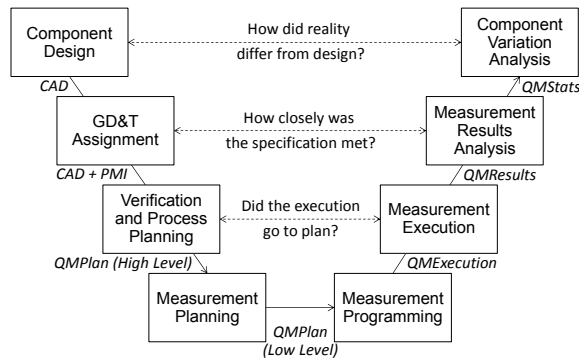 Component
Design
How did reality
differ from design?
Component
Variation
Analysis
CAD
QMStats
GD&T
Assignment
How closely was
the specification met?
Measurement
Results
Analysis
CAD + PMI
QMResults
Verification
and Process
Planning
Did the execution
go to plan?
Measurement
Execution
QMPlan (High Level)
QMExecution
Measurement
Planning
QMPlan
(Low Level)
Measurement
Programming